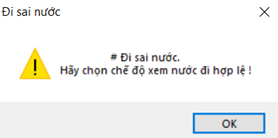 Đi sai nước
# Đi sai nước.
Hãy chọn chế độ xem nước đi hợp lệ !
OK